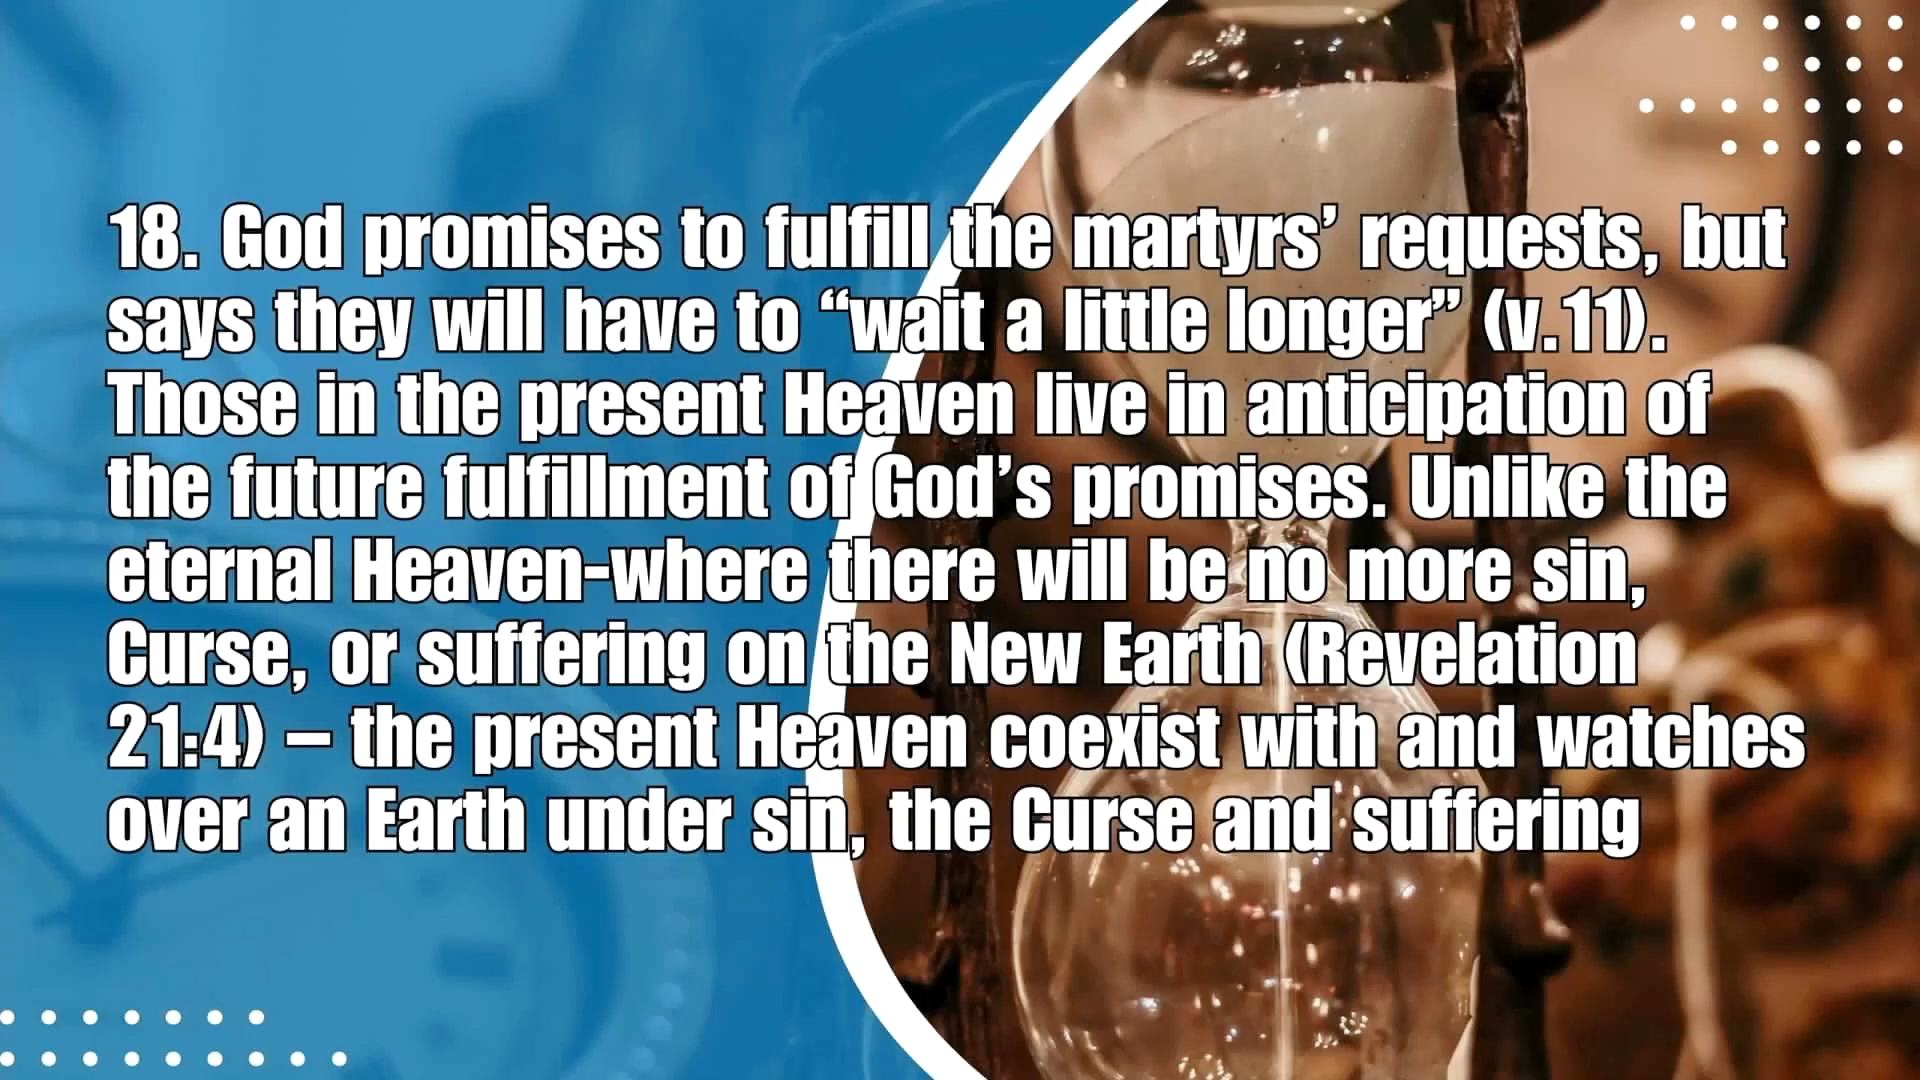 18. God promises to fulfill the martyrs’ requests, but
says they will have to “wait a little longer” (v.11).
Those in the present Heaven live in anticipation of
the future fulfillment of God’s promises. Unlike the
eternal Heaven-where there will be no more sin,
Curse, or suffering on the New Earth (Revelation
21:4) – the present Heaven coexist with and watches
over an Earth under sin, the Curse and suffering